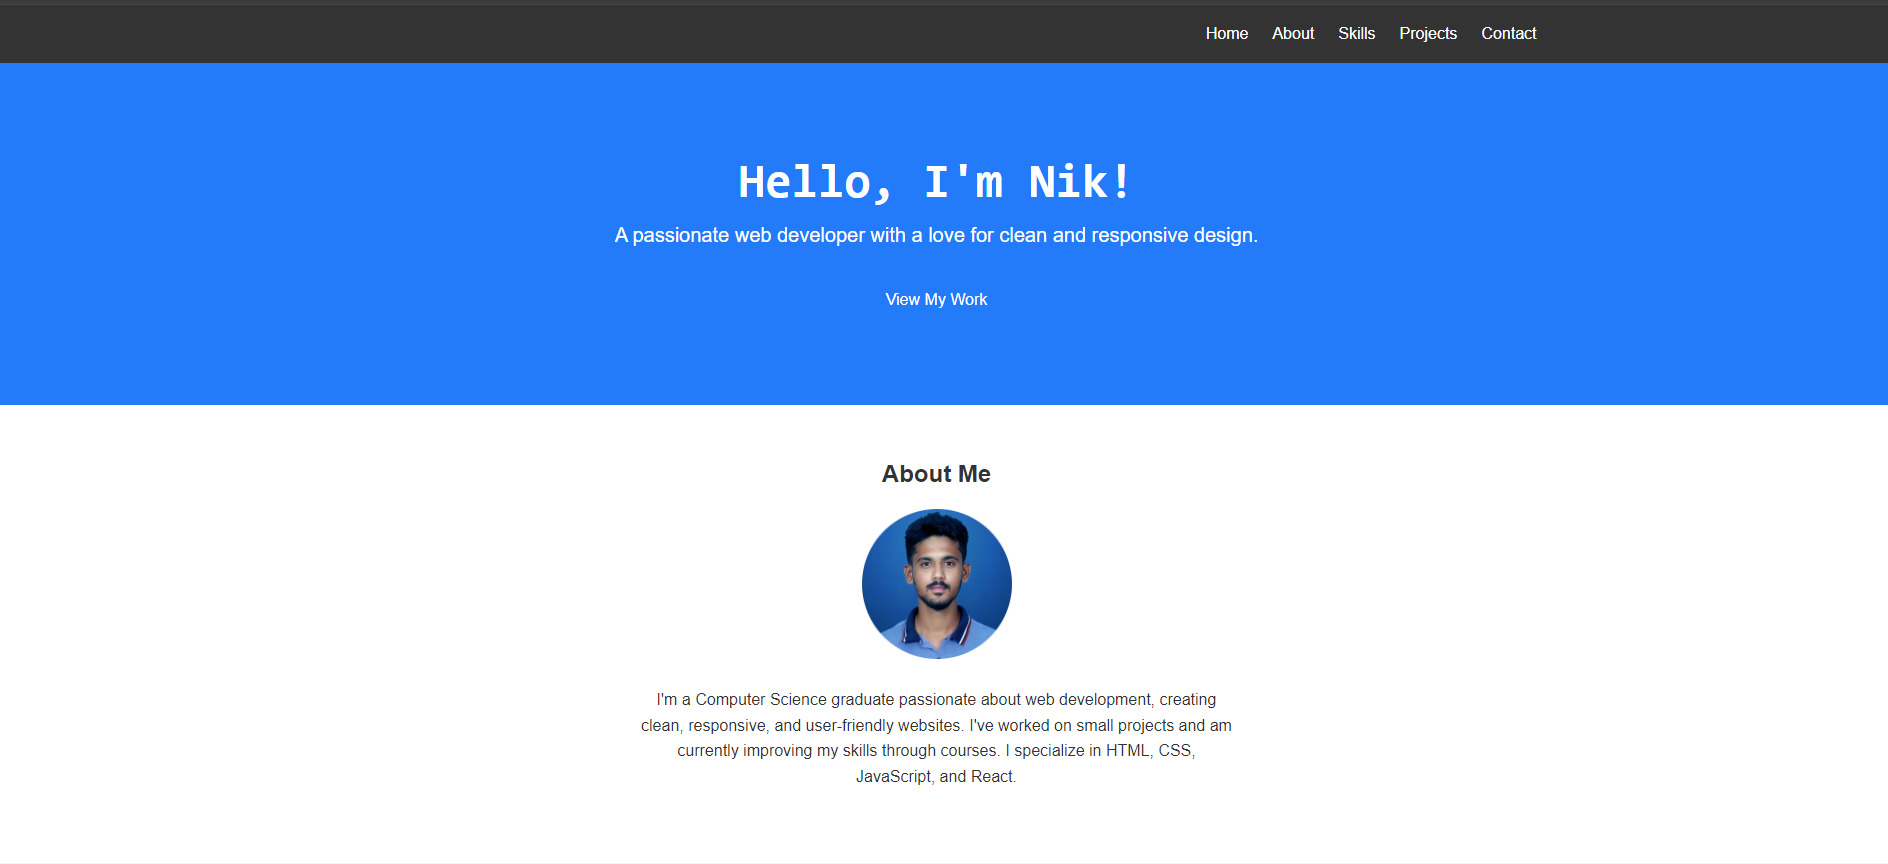 Home About Skills Projects Contact
Hello, I'm Nik!
A passionate web developer with a love for clean and responsive design.
View My Work
About Me
I'm a Computer Science graduate passionate about web development, creating
clean, responsive, and user-friendly websites. I've worked on small projects and am
currently improving my skills through courses. I specialize in HTML, CSS,
JavaScript, and React.